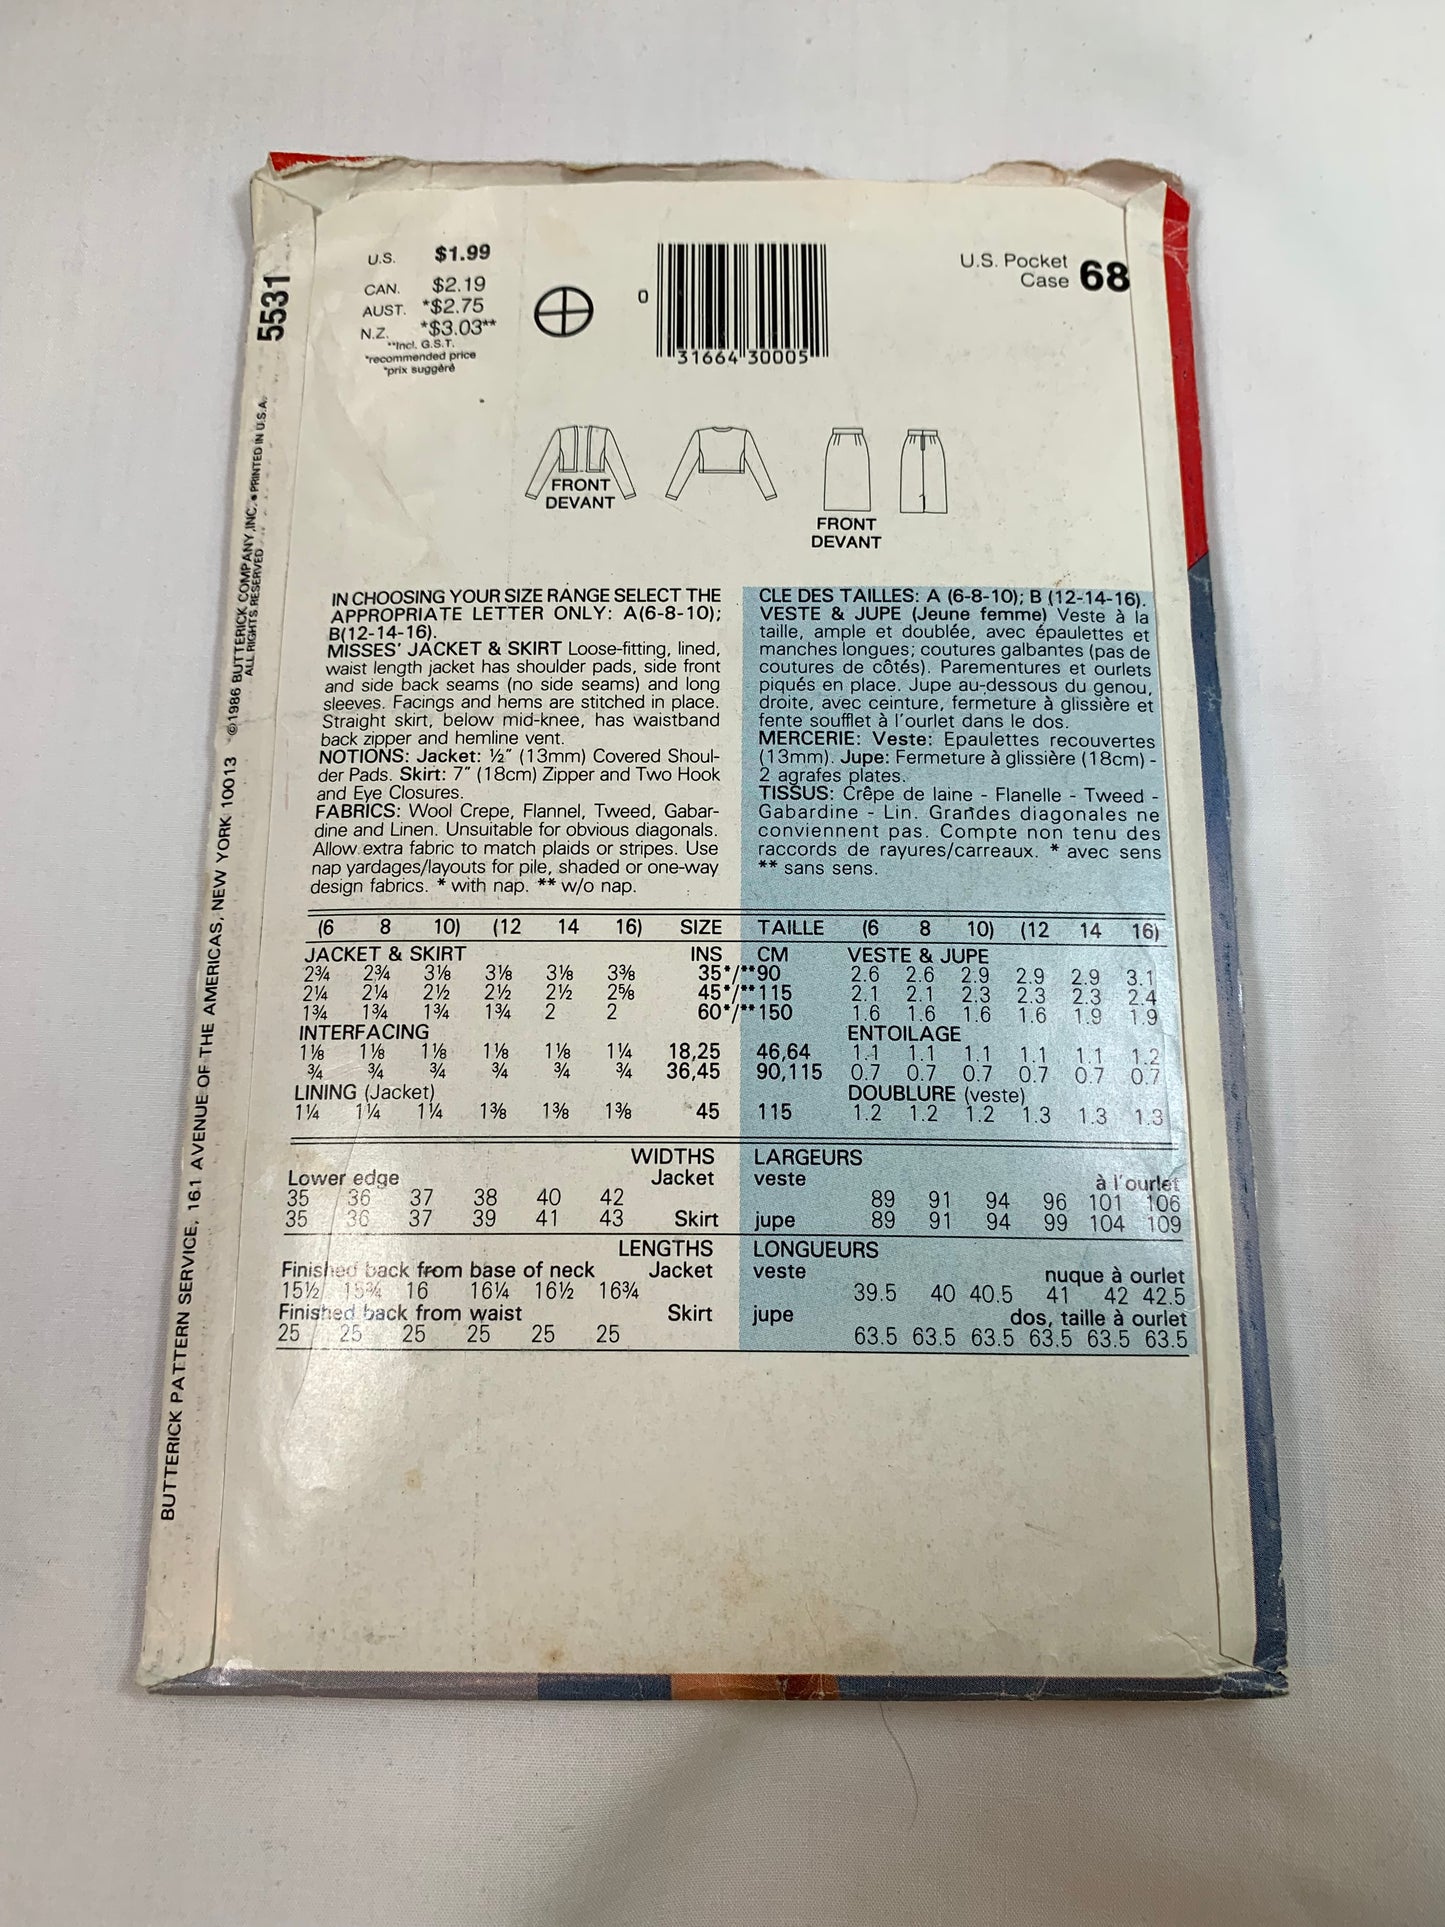 5531
©1986 BUTTERICK COMPANY, INC. • PRINTED IN U.S.A.
ALL RIGHTS RESERVED
BUTTERICK PATTERN SERVICE, 161 AVENUE OF THE AMERICAS, NEW YORK 10013
U.S. $1.99
CAN. $2.19
AUST. *$2.75
N.Z. *$3.03**
**Incl. G.S.T.
*recommended price
*prix suggéré
0
31664 30005
U.S. Pocket
Case 68
FRONT
DEVANT
FRONT
DEVANT
IN CHOOSING YOUR SIZE RANGE SELECT THE
APPROPRIATE LETTER ONLY: A(6-8-10);
B(12-14-16).
MISSES' JACKET & SKIRT Loose-fitting, lined,
waist length jacket has shoulder pads, side front
and side back seams (no side seams) and long
sleeves. Facings and hems are stitched in place.
Straight skirt, below mid-knee, has waistband
back zipper and hemline vent.
NOTIONS: Jacket: ½" (13mm) Covered Shoul-
der Pads. Skirt: 7" (18cm) Zipper and Two Hook
and Eye Closures.
FABRICS: Wool Crepe, Flannel, Tweed, Gabar-
dine and Linen. Unsuitable for obvious diagonals.
Allow extra fabric to match plaids or stripes. Use
nap yardages/layouts for pile, shaded or one-way
design fabrics. * with nap. ** w/o nap.
CLE DES TAILLES: A (6-8-10); B (12-14-16).
VESTE & JUPE (Jeune femme) Veste à la
taille, ample et doublée, avec épaulettes et
manches longues; coutures galbantes (pas de
coutures de côtés). Parementures et ourlets
piqués en place. Jupe au-dessous du genou,
droite, avec ceinture, fermeture à glissière et
fente soufflet à l'ourlet dans le dos.
MERCERIE: Veste: Epaulettes recouvertes
(13mm). Jupe: Fermeture à glissière (18cm) -
2 agrafes plates.
TISSUS: Crêpe de laine - Flanelle - Tweed -
Gabardine - Lin. Grandes diagonales ne
conviennent pas. Compte non tenu des
raccords de rayures/carreaux. * avec sens
** sans sens.
(6 8 10) (12 14 16) SIZE TAILLE (6 8 10) (12 14 16)
JACKET & SKIRT INS CM VESTE & JUPE
2¾ 2¾ 3⅛ 3⅛ 3⅛ 3⅜ 35*/**90 2.6 2.6 2.9 2.9 2.9 3.1
2¼ 2¼ 2½ 2½ 2½ 2⅝ 45*/**115 2.1 2.1 2.3 2.3 2.3 2.4
1¾ 1¾ 1¾ 1¾ 2 2 60*/**150 1.6 1.6 1.6 1.6 1.9 1.9
INTERFACING ENTOILAGE
1⅛ 1⅛ 1⅛ 1⅛ 1⅛ 1¼ 18,25 46,64 1.1 1.1 1.1 1.1 1.1 1.2
¾ ¾ ¾ ¾ ¾ ¾ 36,45 90,115 0.7 0.7 0.7 0.7 0.7 0.7
LINING (Jacket) DOUBLURE (veste)
1¼ 1¼ 1¼ 1⅜ 1⅜ 1⅜ 45 115 1.2 1.2 1.2 1.3 1.3 1.3
WIDTHS LARGEURS
Lower edge Jacket veste à l'ourlet
35 36 37 38 40 42 89 91 94 96 101 106
35 36 37 39 41 43 Skirt jupe 89 91 94 99 104 109
LENGTHS LONGUEURS
Finished back from base of neck Jacket veste nuque à ourlet
15½ 15¾ 16 16¼ 16½ 16¾ 39.5 40 40.5 41 42 42.5
Finished back from waist Skirt jupe dos, taille à ourlet
25 25 25 25 25 25 63.5 63.5 63.5 63.5 63.5 63.5